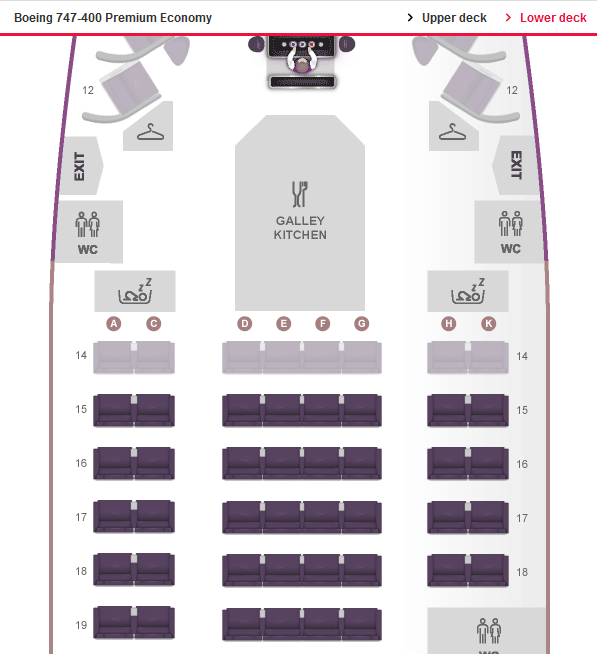 Boeing 747-400 Premium Economy
Upper deck
Lower deck
12
12
EXIT
EXIT
GALLEY
KITCHEN
WC
WC
Z
Z
Z
Z
A C D E F G H K
14 14
15 15
16 16
17 17
18 18
19
WC